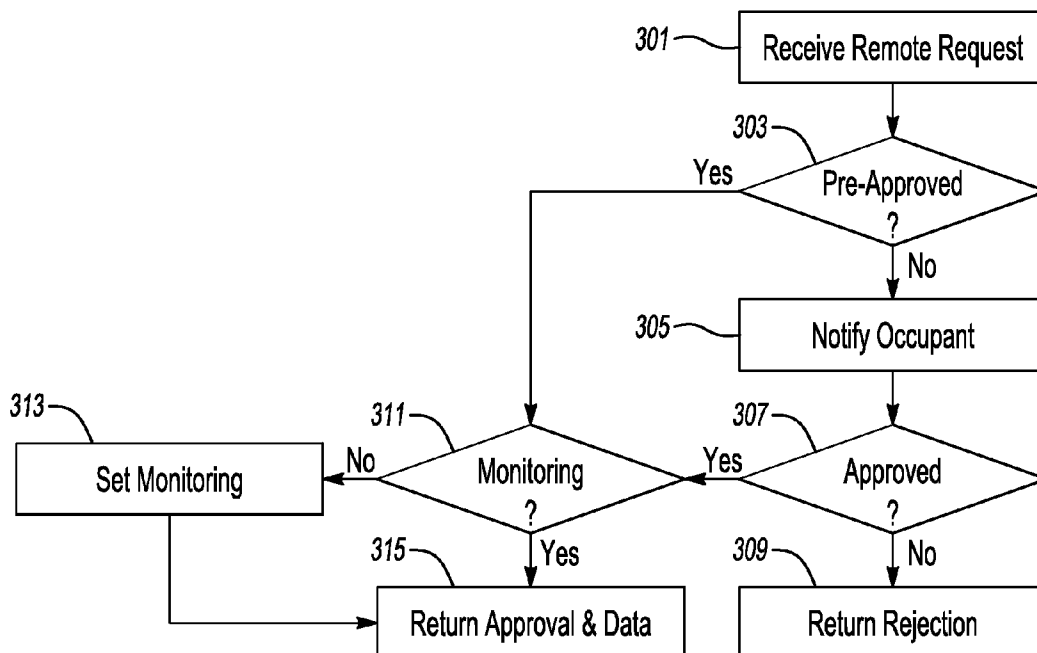 301
Receive Remote Request
303
Yes
Pre-Approved
?
No
305
Notify Occupant
313
311
307
Set Monitoring
No
Monitoring
?
Yes
Approved
?
315
Yes
309
No
Return Approval & Data
Return Rejection